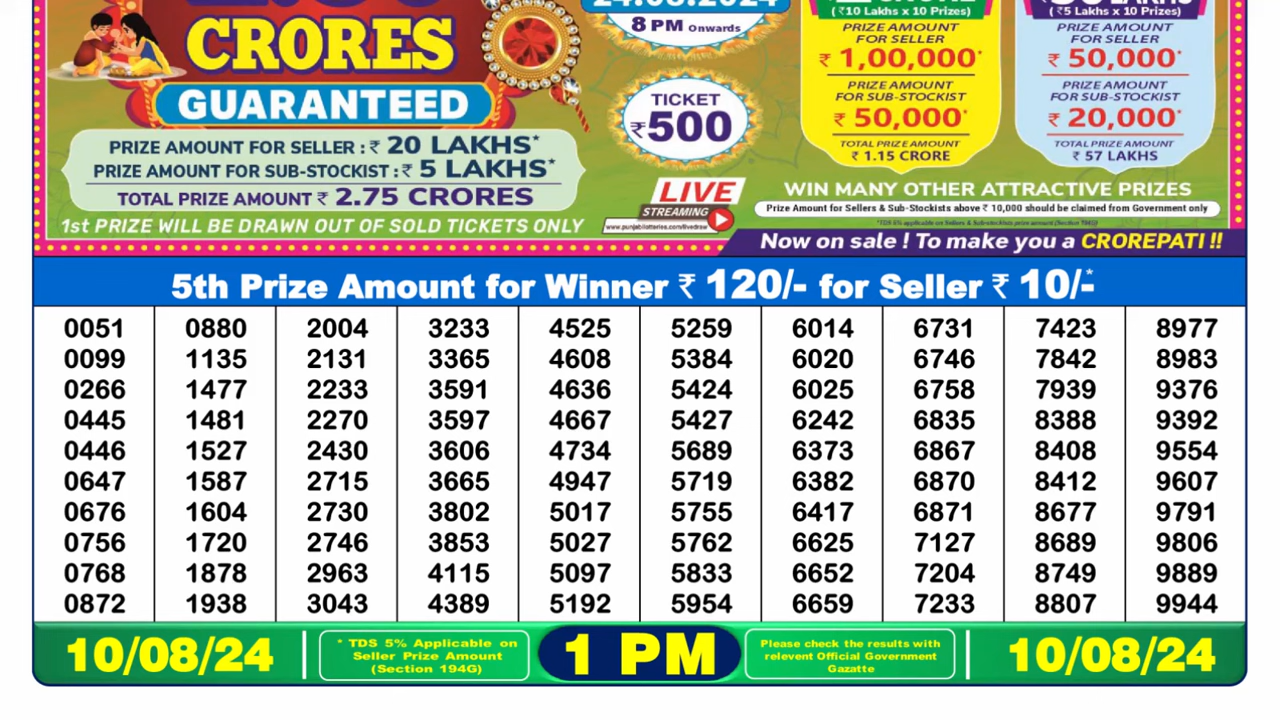 CRORES
GUARANTEED
PRIZE AMOUNT FOR SELLER : ₹ 20 LAKHS*
PRIZE AMOUNT FOR SUB-STOCKIST : ₹ 5 LAKHS*
TOTAL PRIZE AMOUNT ₹ 2.75 CRORES
1st PRIZE WILL BE DRAWN OUT OF SOLD TICKETS ONLY
8 PM Onwards
TICKET
₹500
LIVE
STREAMING
www.punjablotteries.com/livedraw
(₹10 Lakhs x 10 Prizes)
PRIZE AMOUNT
FOR SELLER
₹ 1,00,000*
PRIZE AMOUNT
FOR SUB-STOCKIST
₹ 50,000*
TOTAL PRIZE AMOUNT
₹ 1.15 CRORE
(₹ 5 Lakhs x 10 Prizes)
PRIZE AMOUNT
FOR SELLER
₹ 50,000*
PRIZE AMOUNT
FOR SUB-STOCKIST
₹ 20,000*
TOTAL PRIZE AMOUNT
₹ 57 LAKHS
WIN MANY OTHER ATTRACTIVE PRIZES
Prize Amount for Sellers & Sub-Stockists above ₹ 10,000 should be claimed from Government only
Now on sale ! To make you a CROREPATI !!
5th Prize Amount for Winner ₹ 120/- for Seller ₹ 10/-*
0051 0880 2004 3233 4525 5259 6014 6731 7423 8977
0099 1135 2131 3365 4608 5384 6020 6746 7842 8983
0266 1477 2233 3591 4636 5424 6025 6758 7939 9376
0445 1481 2270 3597 4667 5427 6242 6835 8388 9392
0446 1527 2430 3606 4734 5689 6373 6867 8408 9554
0647 1587 2715 3665 4947 5719 6382 6870 8412 9607
0676 1604 2730 3802 5017 5755 6417 6871 8677 9791
0756 1720 2746 3853 5027 5762 6625 7127 8689 9806
0768 1878 2963 4115 5097 5833 6652 7204 8749 9889
0872 1938 3043 4389 5192 5954 6659 7233 8807 9944
10/08/24
* TDS 5% Applicable on
Seller Prize Amount
(Section 194G)
1 PM
Please check the results with
relevent Official Government
Gazatte
10/08/24